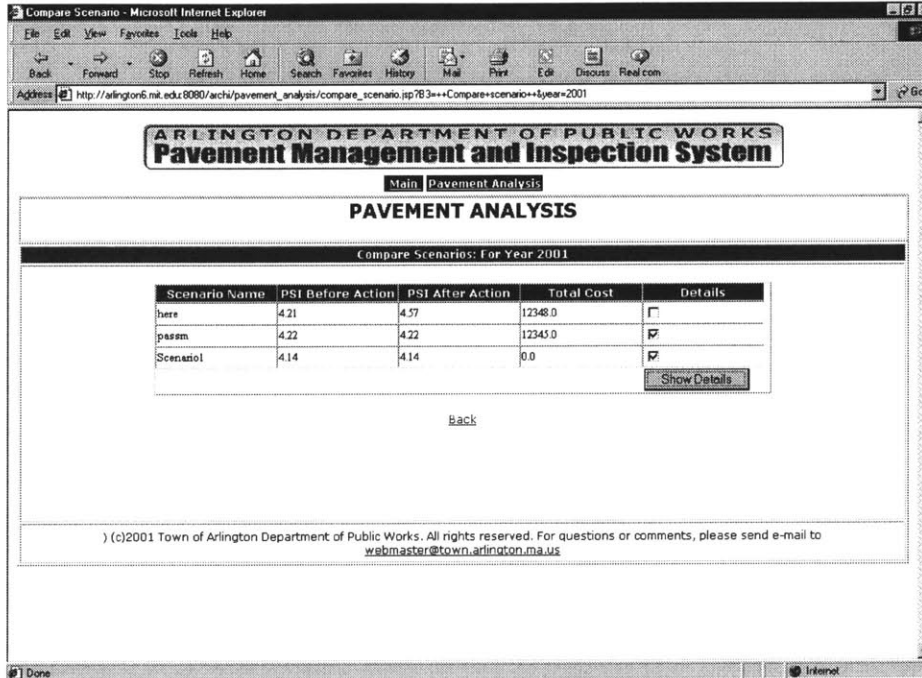 Compare Scenario - Microsoft Internet Explorer
File Edit View Favorites Tools Help
Back Forward Stop Refresh Home Search Favorites History Mail Print Edit Discuss Real.com
Address http://arlington6.mit.edu:8080/archi/pavement_analysis/compare_scenario.jsp?B3=++Compare+scenario++&year=2001 Go
ARLINGTON DEPARTMENT OF PUBLIC WORKS
Pavement Management and Inspection System
Main Pavement Analysis
PAVEMENT ANALYSIS
Compare Scenarios: For Year 2001
Scenario Name PSI Before Action PSI After Action Total Cost Details
here 4.21 4.57 12348.0
passm 4.22 4.22 12345.0
Scenario1 4.14 4.14 0.0
Show Details
Back
) (c)2001 Town of Arlington Department of Public Works. All rights reserved. For questions or comments, please send e-mail to
webmaster@town.arlington.ma.us
Done Internet